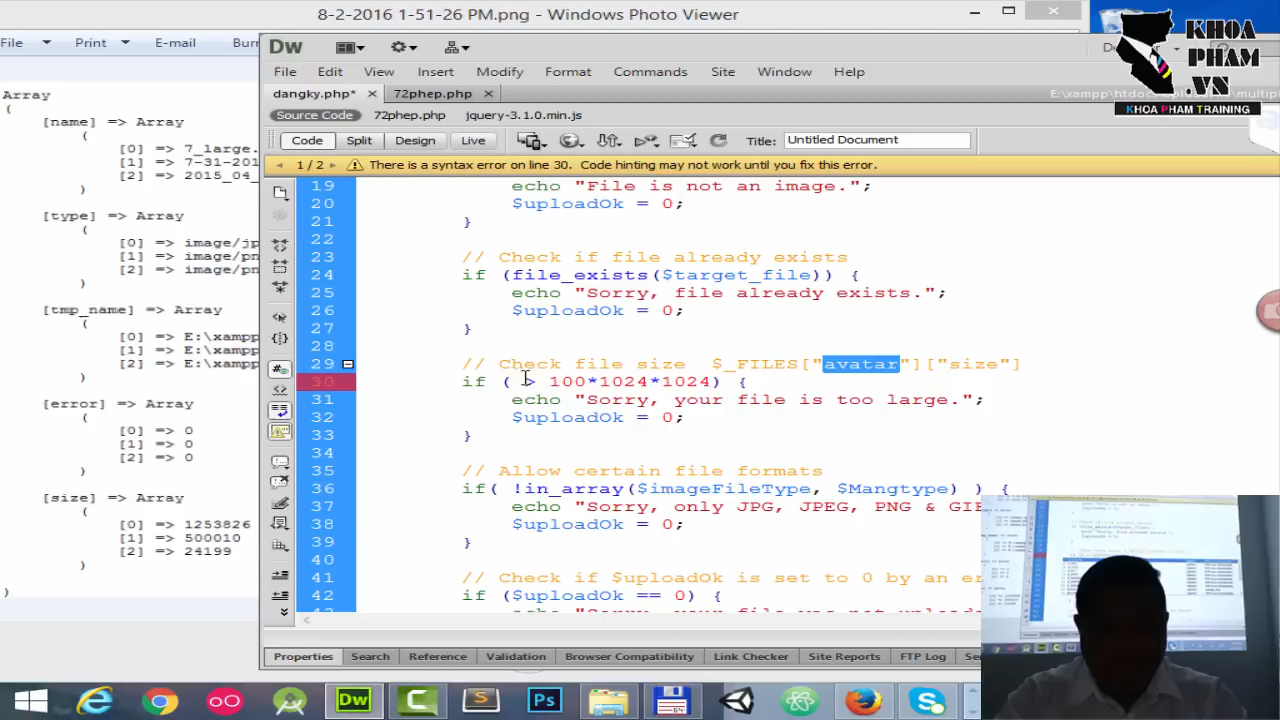 8-2-2016 1-51-26 PM.png - Windows Photo Viewer
File Print E-mail
KHOA
PHAM
.VN
KHOA PHAM TRAINING
Dw
File Edit View Insert Modify Format Commands Site Window Help
dangky.php* × 72phep.php ×
Source Code 72phep.php jquery-3.1.0.min.js
Code Split Design Live Title: Untitled Document
1 / 2 There is a syntax error on line 30. Code hinting may not work until you fix this error.
Array
(
[name] => Array
(
[0] => 7_large.
[1] => 7-31-201
[2] => 2015_04_
)
[type] => Array
(
[0] => image/jp
[1] => image/pn
[2] => image/pn
)
[tmp_name] => Array
(
[0] => E:\xampp
[1] => E:\xampp
[2] => E:\xampp
)
[error] => Array
(
[0] => 0
[1] => 0
[2] => 0
)
[size] => Array
(
[0] => 1253826
[1] => 500010
[2] => 24199
)
)
19 echo "File is not an image.";
20 $uploadOk = 0;
21 }
22
23 // Check if file already exists
24 if (file_exists($target_file)) {
25 echo "Sorry, file already exists.";
26 $uploadOk = 0;
27 }
28
29 // Check file size $_FILES["avatar"]["size"]
30 if ( > 100*1024*1024) {
31 echo "Sorry, your file is too large.";
32 $uploadOk = 0;
33 }
34
35 // Allow certain file formats
36 if( !in_array($imageFileType, $Mangtype) ) {
37 echo "Sorry, only JPG, JPEG, PNG & GIF
38 $uploadOk = 0;
39 }
40
41 // Check if $uploadOk is set to 0 by an er
42 if ($uploadOk == 0) {
Properties Search Reference Validation Browser Compatibility Link Checker Site Reports FTP Log
Dw Ps